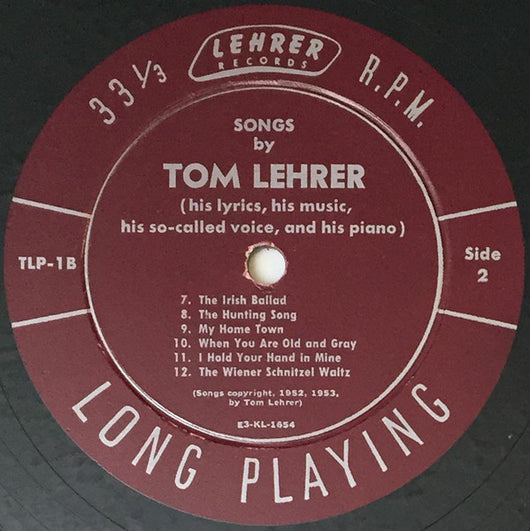 33 1/3
LEHRER
RECORDS
R.P.M.
SONGS
by
TOM LEHRER
(his lyrics, his music,
his so-called voice, and his piano)
TLP-1B
Side
2
7. The Irish Ballad
8. The Hunting Song
9. My Home Town
10. When You Are Old and Gray
11. I Hold Your Hand in Mine
12. The Wiener Schnitzel Waltz
(Songs copyright, 1952, 1953,
by Tom Lehrer)
E3-KL-1654
LONG PLAYING